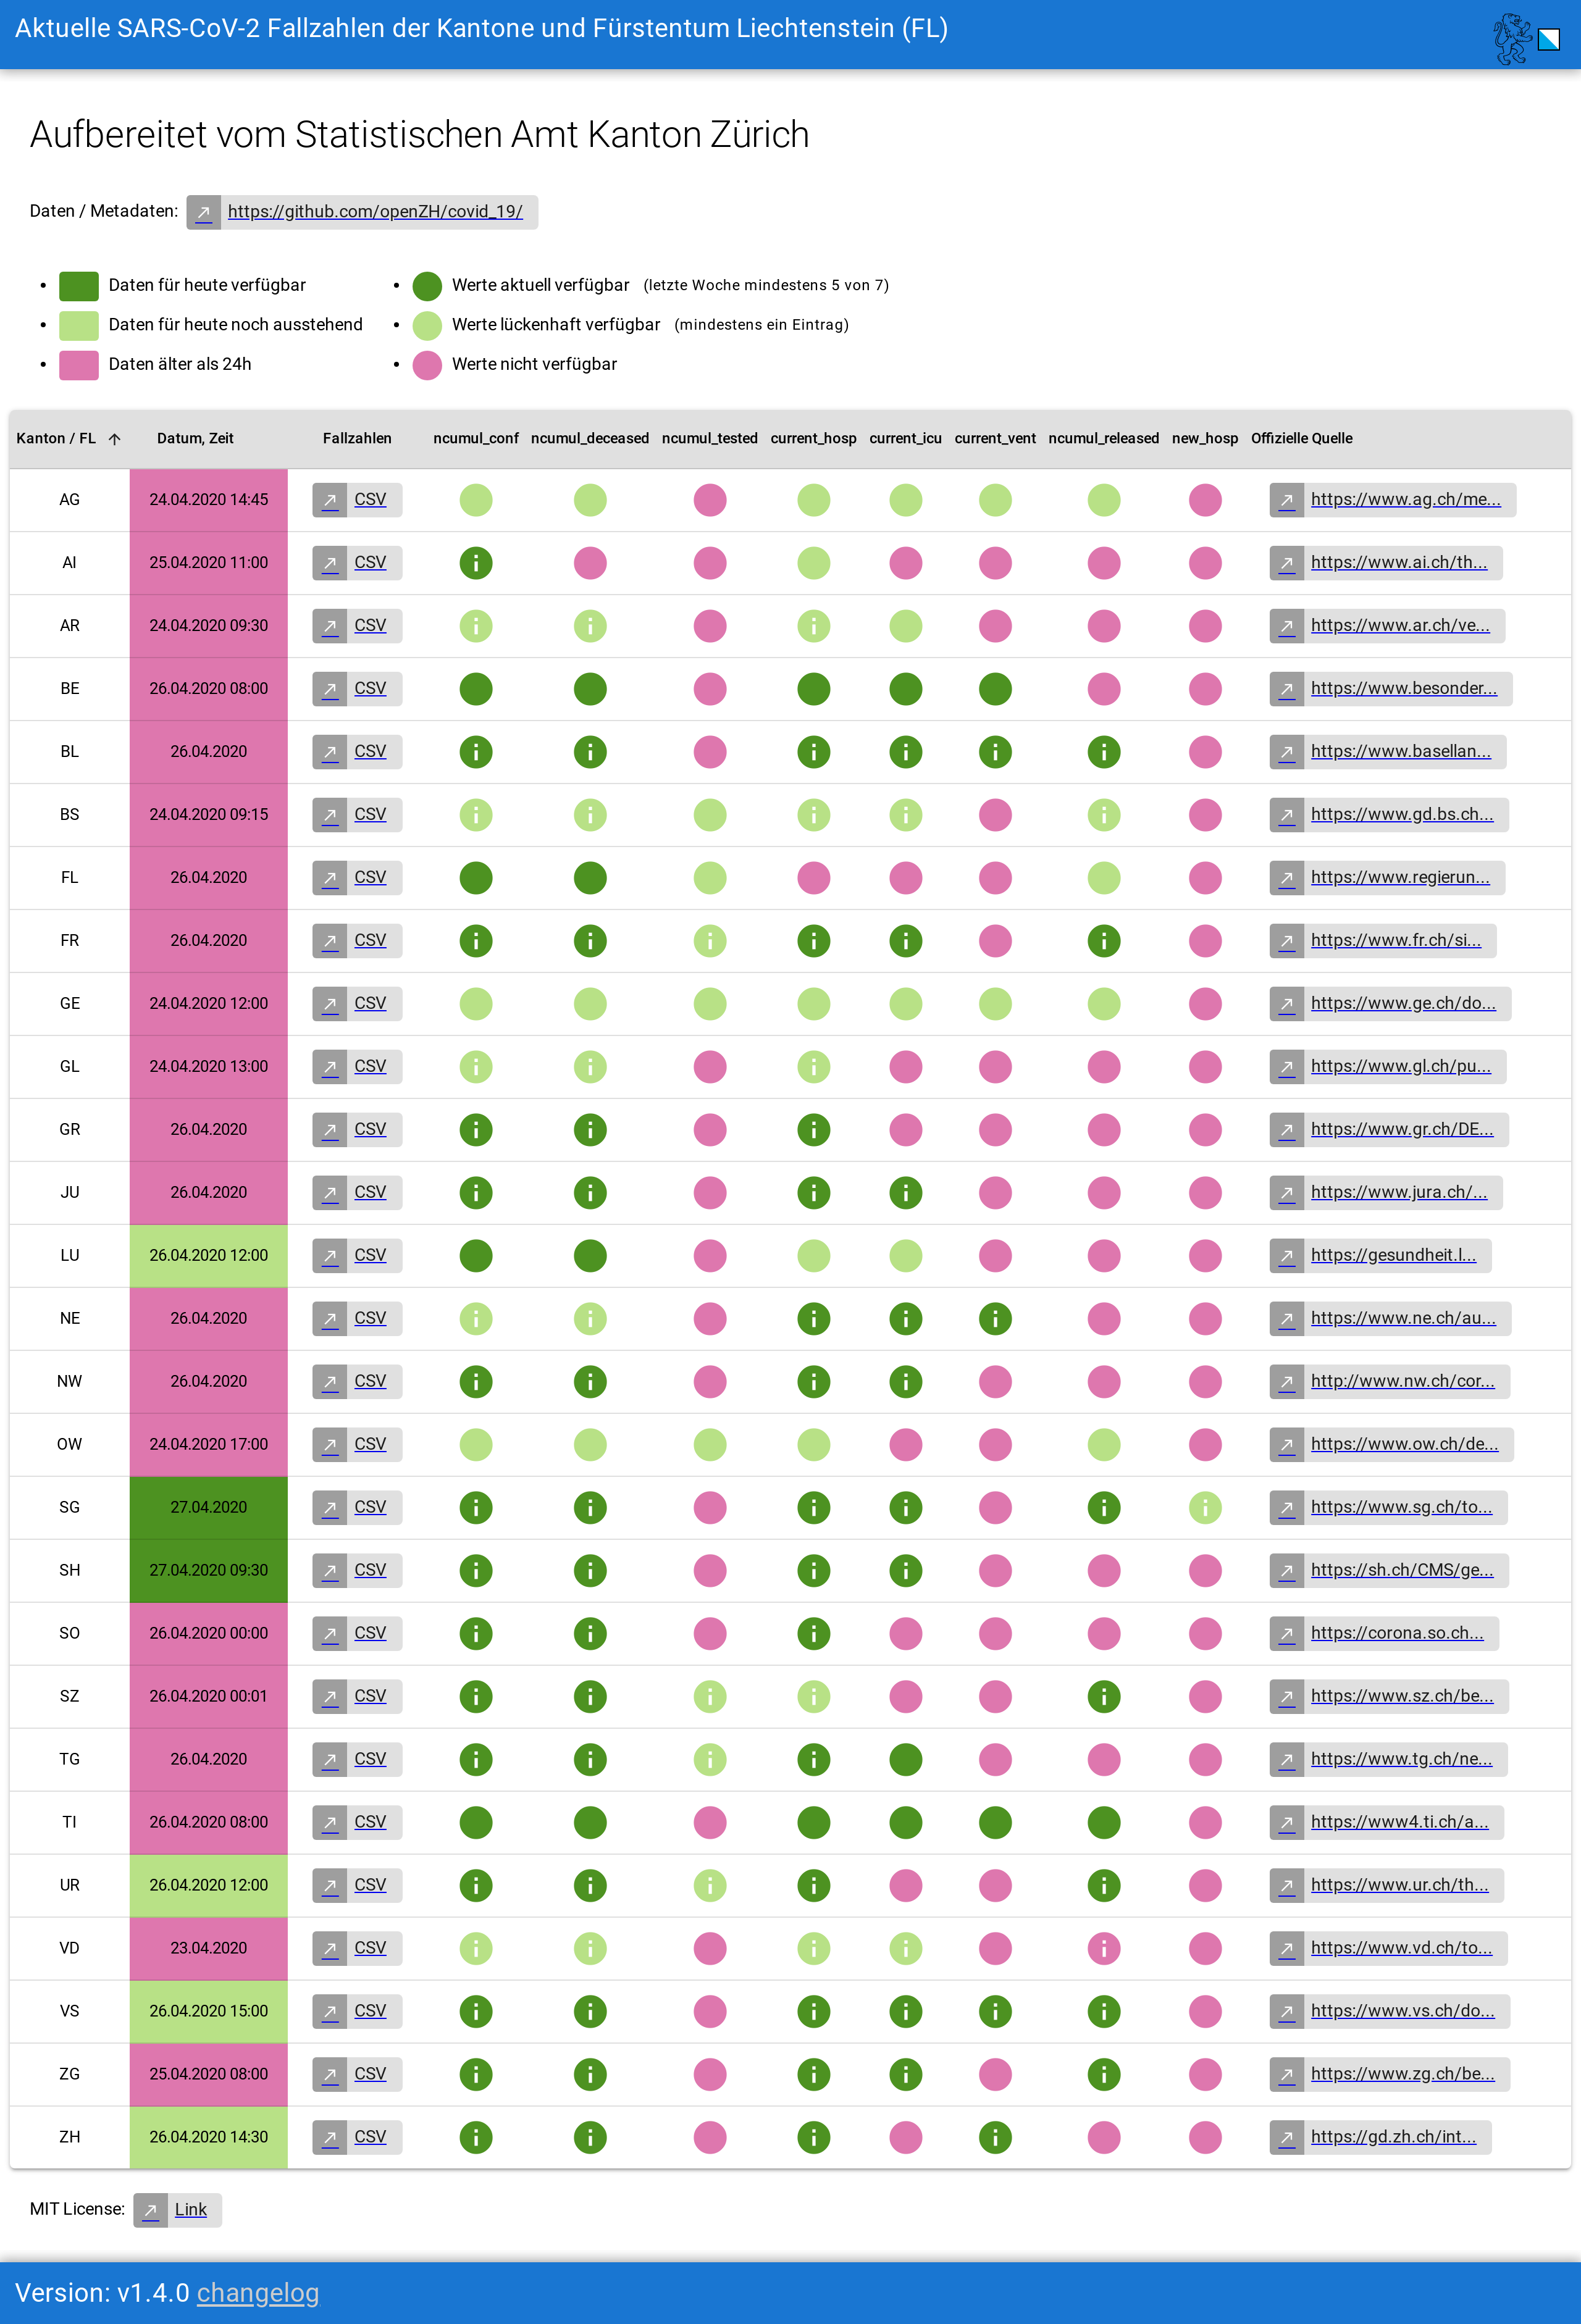 Aktuelle SARS-CoV-2 Fallzahlen der Kantone und Fürstentum Liechtenstein (FL)
Aufbereitet vom Statistischen Amt Kanton Zürich
Daten / Metadaten: https://github.com/openZH/covid_19/
Daten für heute verfügbar
Daten für heute noch ausstehend
Daten älter als 24h
Werte aktuell verfügbar (letzte Woche mindestens 5 von 7)
Werte lückenhaft verfügbar (mindestens ein Eintrag)
Werte nicht verfügbar
Kanton / FL Datum, Zeit Fallzahlen ncumul_conf ncumul_deceased ncumul_tested current_hosp current_icu current_vent ncumul_released new_hosp Offizielle Quelle
AG 24.04.2020 14:45 CSV https://www.ag.ch/me...
AI 25.04.2020 11:00 CSV https://www.ai.ch/th...
AR 24.04.2020 09:30 CSV https://www.ar.ch/ve...
BE 26.04.2020 08:00 CSV https://www.besonder...
BL 26.04.2020 CSV https://www.basellan...
BS 24.04.2020 09:15 CSV https://www.gd.bs.ch...
FL 26.04.2020 CSV https://www.regierun...
FR 26.04.2020 CSV https://www.fr.ch/si...
GE 24.04.2020 12:00 CSV https://www.ge.ch/do...
GL 24.04.2020 13:00 CSV https://www.gl.ch/pu...
GR 26.04.2020 CSV https://www.gr.ch/DE...
JU 26.04.2020 CSV https://www.jura.ch/...
LU 26.04.2020 12:00 CSV https://gesundheit.l...
NE 26.04.2020 CSV https://www.ne.ch/au...
NW 26.04.2020 CSV http://www.nw.ch/cor...
OW 24.04.2020 17:00 CSV https://www.ow.ch/de...
SG 27.04.2020 CSV https://www.sg.ch/to...
SH 27.04.2020 09:30 CSV https://sh.ch/CMS/ge...
SO 26.04.2020 00:00 CSV https://corona.so.ch...
SZ 26.04.2020 00:01 CSV https://www.sz.ch/be...
TG 26.04.2020 CSV https://www.tg.ch/ne...
TI 26.04.2020 08:00 CSV https://www4.ti.ch/a...
UR 26.04.2020 12:00 CSV https://www.ur.ch/th...
VD 23.04.2020 CSV https://www.vd.ch/to...
VS 26.04.2020 15:00 CSV https://www.vs.ch/do...
ZG 25.04.2020 08:00 CSV https://www.zg.ch/be...
ZH 26.04.2020 14:30 CSV https://gd.zh.ch/int...
MIT License: Link
Version: v1.4.0 changelog